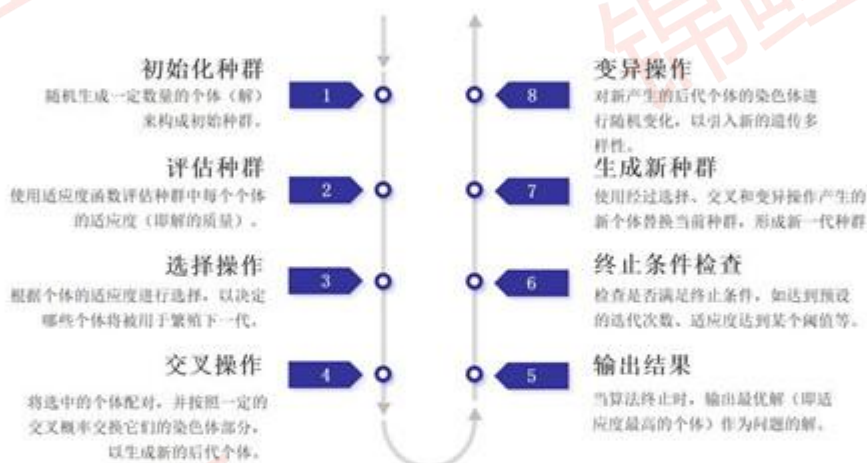 初始化种群
1
随机生成一定数量的个体（解）
来构成初始种群。
评估种群
2
使用适应度函数评估种群中每个个体
的适应度（即解的质量）。
选择操作
3
根据个体的适应度进行选择，以决定
哪些个体将被用于繁殖下一代。
交叉操作
4
将选中的个体配对，并按照一定的
交叉概率交换它们的染色体部分，
以生成新的后代个体。
变异操作
8
对新产生的后代个体的染色体进
行随机变化，以引入新的遗传多
样性。
生成新种群
7
使用经过选择、交叉和变异操作产生的
新个体替换当前种群，形成新一代种群
终止条件检查
6
检查是否满足终止条件，如达到预设
的迭代次数、适应度达到某个阈值等。
输出结果
5
当算法终止时，输出最优解（即适
应度最高的个体）作为问题的解。